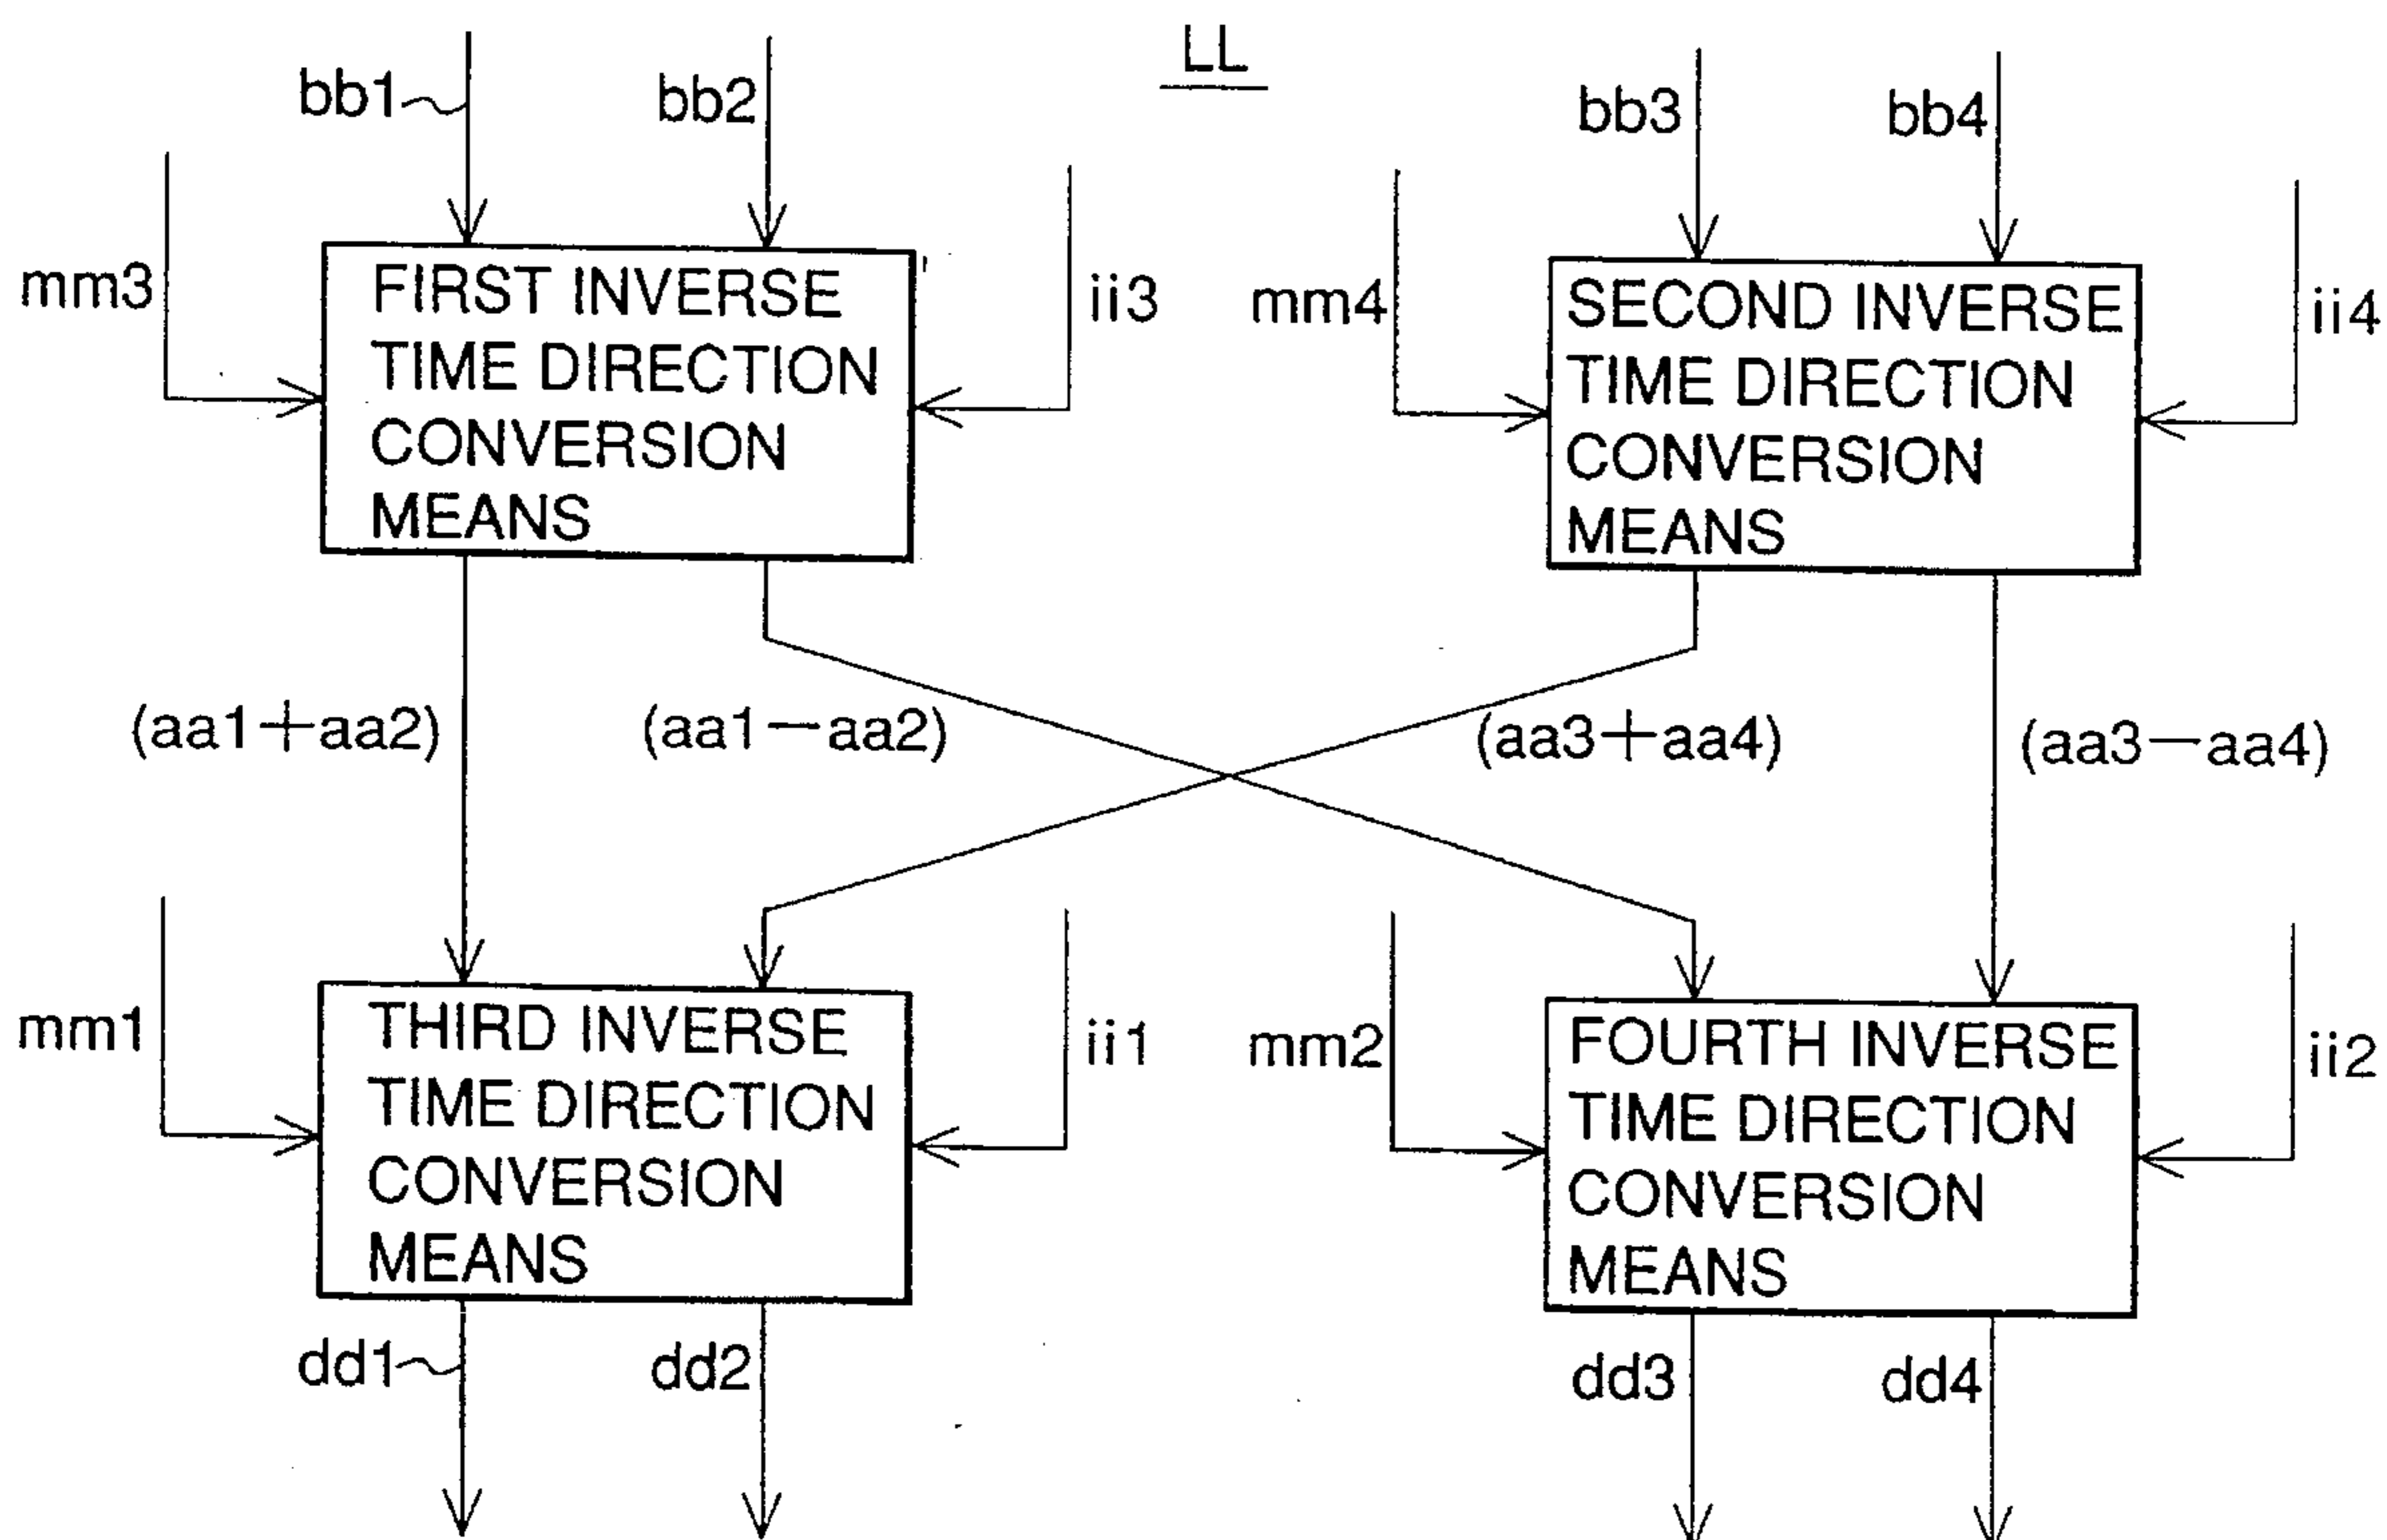 LL
bb1
bb2
bb3
bb4
mm3
FIRST INVERSE
TIME DIRECTION
CONVERSION
MEANS
ii3
mm4
SECOND INVERSE
TIME DIRECTION
CONVERSION
MEANS
ii4
(aa1+aa2)
(aa1−aa2)
(aa3+aa4)
(aa3−aa4)
mm1
THIRD INVERSE
TIME DIRECTION
CONVERSION
MEANS
ii1
mm2
FOURTH INVERSE
TIME DIRECTION
CONVERSION
MEANS
ii2
dd1
dd2
dd3
dd4